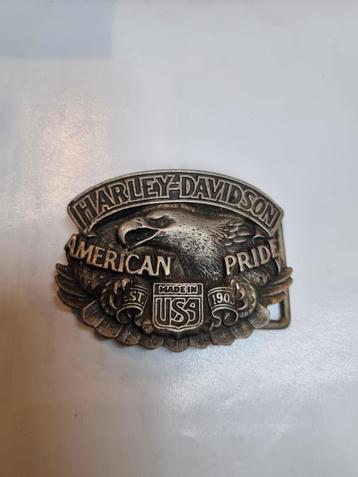 HARLEY-DAVIDSON
AMERICAN PRIDE
MADE IN
EST. 1903
USA